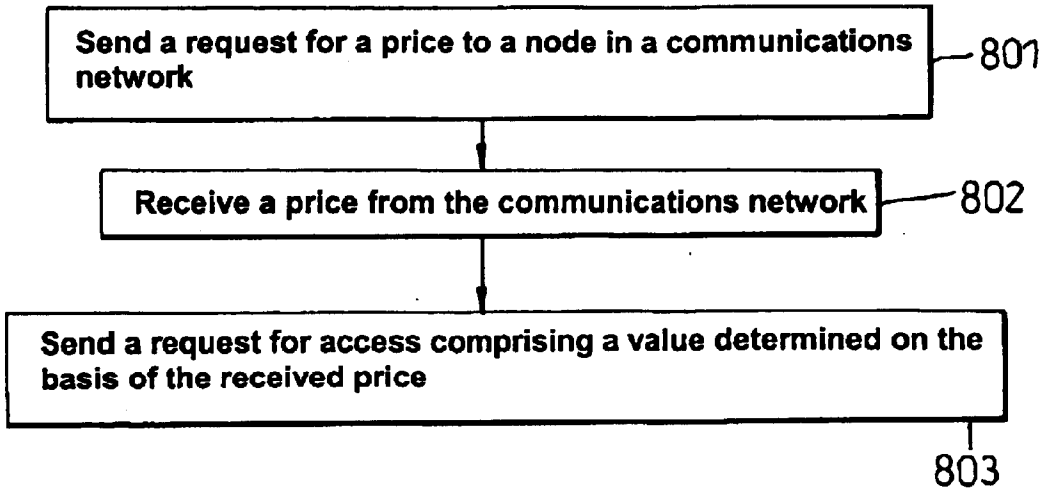 Send a request for a price to a node in a communications
network
801
Receive a price from the communications network
802
Send a request for access comprising a value determined on the
basis of the received price
803